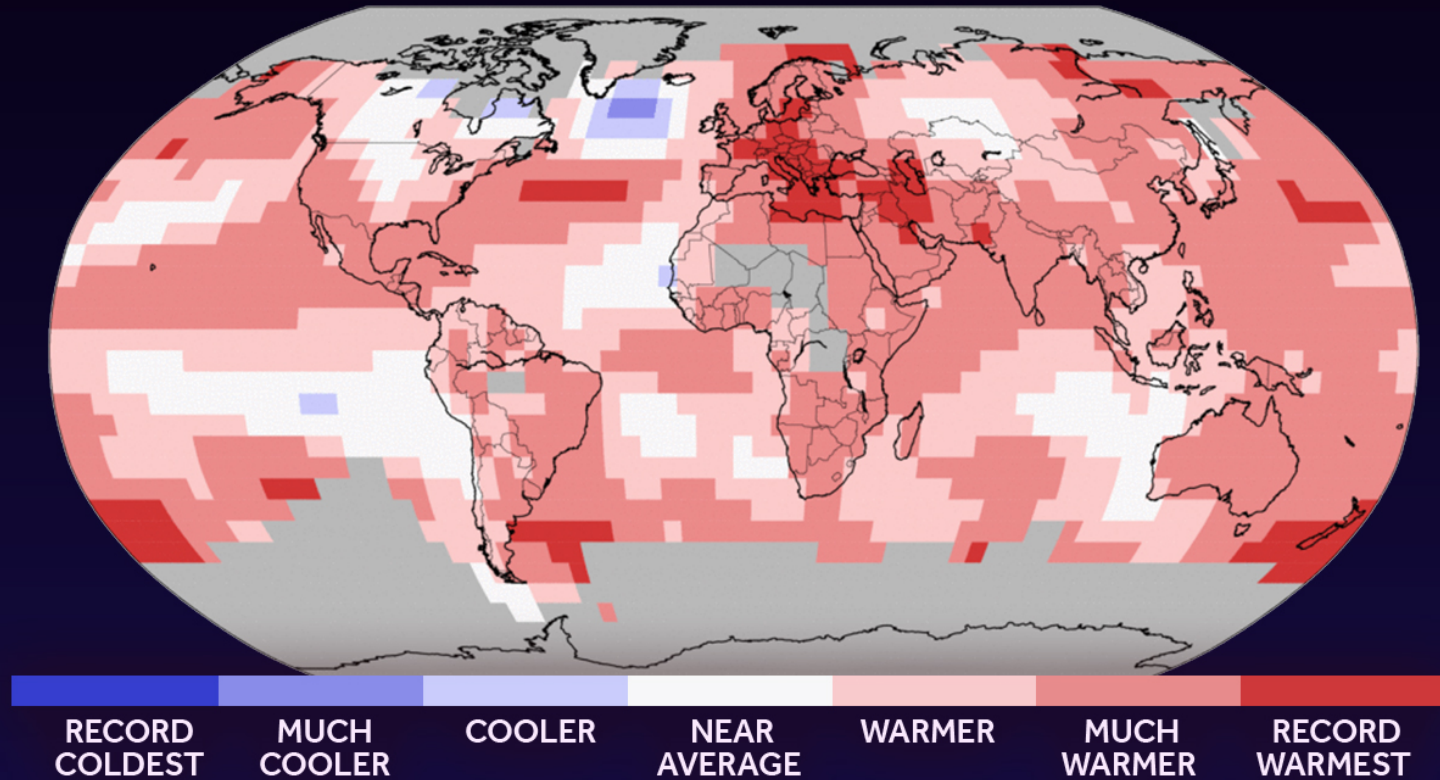 RECORD COLDEST
MUCH COOLER
COOLER
NEAR AVERAGE
WARMER
MUCH WARMER
RECORD WARMEST